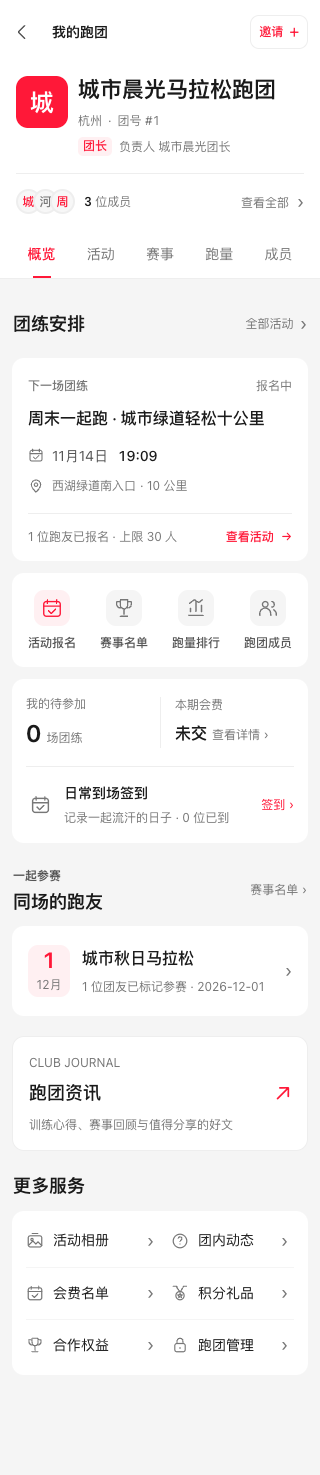 我的跑团
邀请 +
城
城市晨光马拉松跑团
杭州 · 团号 #1
团长 负责人 城市晨光团长
城 河 周 3 位成员
查看全部 ›
概览 活动 赛事 跑量 成员
团练安排
全部活动 ›
下一场团练
报名中
周末一起跑 · 城市绿道轻松十公里
11月14日 19:09
西湖绿道南入口 · 10 公里
1 位跑友已报名 · 上限 30 人
查看活动 →
活动报名 赛事名单 跑量排行 跑团成员
我的待参加
0 场团练
本期会费
未交 查看详情 ›
日常到场签到
记录一起流汗的日子 · 0 位已到
签到 ›
一起参赛
同场的跑友
赛事名单 ›
1
12月
城市秋日马拉松
1 位团友已标记参赛 · 2026-12-01
›
CLUB JOURNAL
跑团资讯
训练心得、赛事回顾与值得分享的好文
更多服务
活动相册 › 团内动态 ›
会费名单 › 积分礼品 ›
合作权益 › 跑团管理 ›